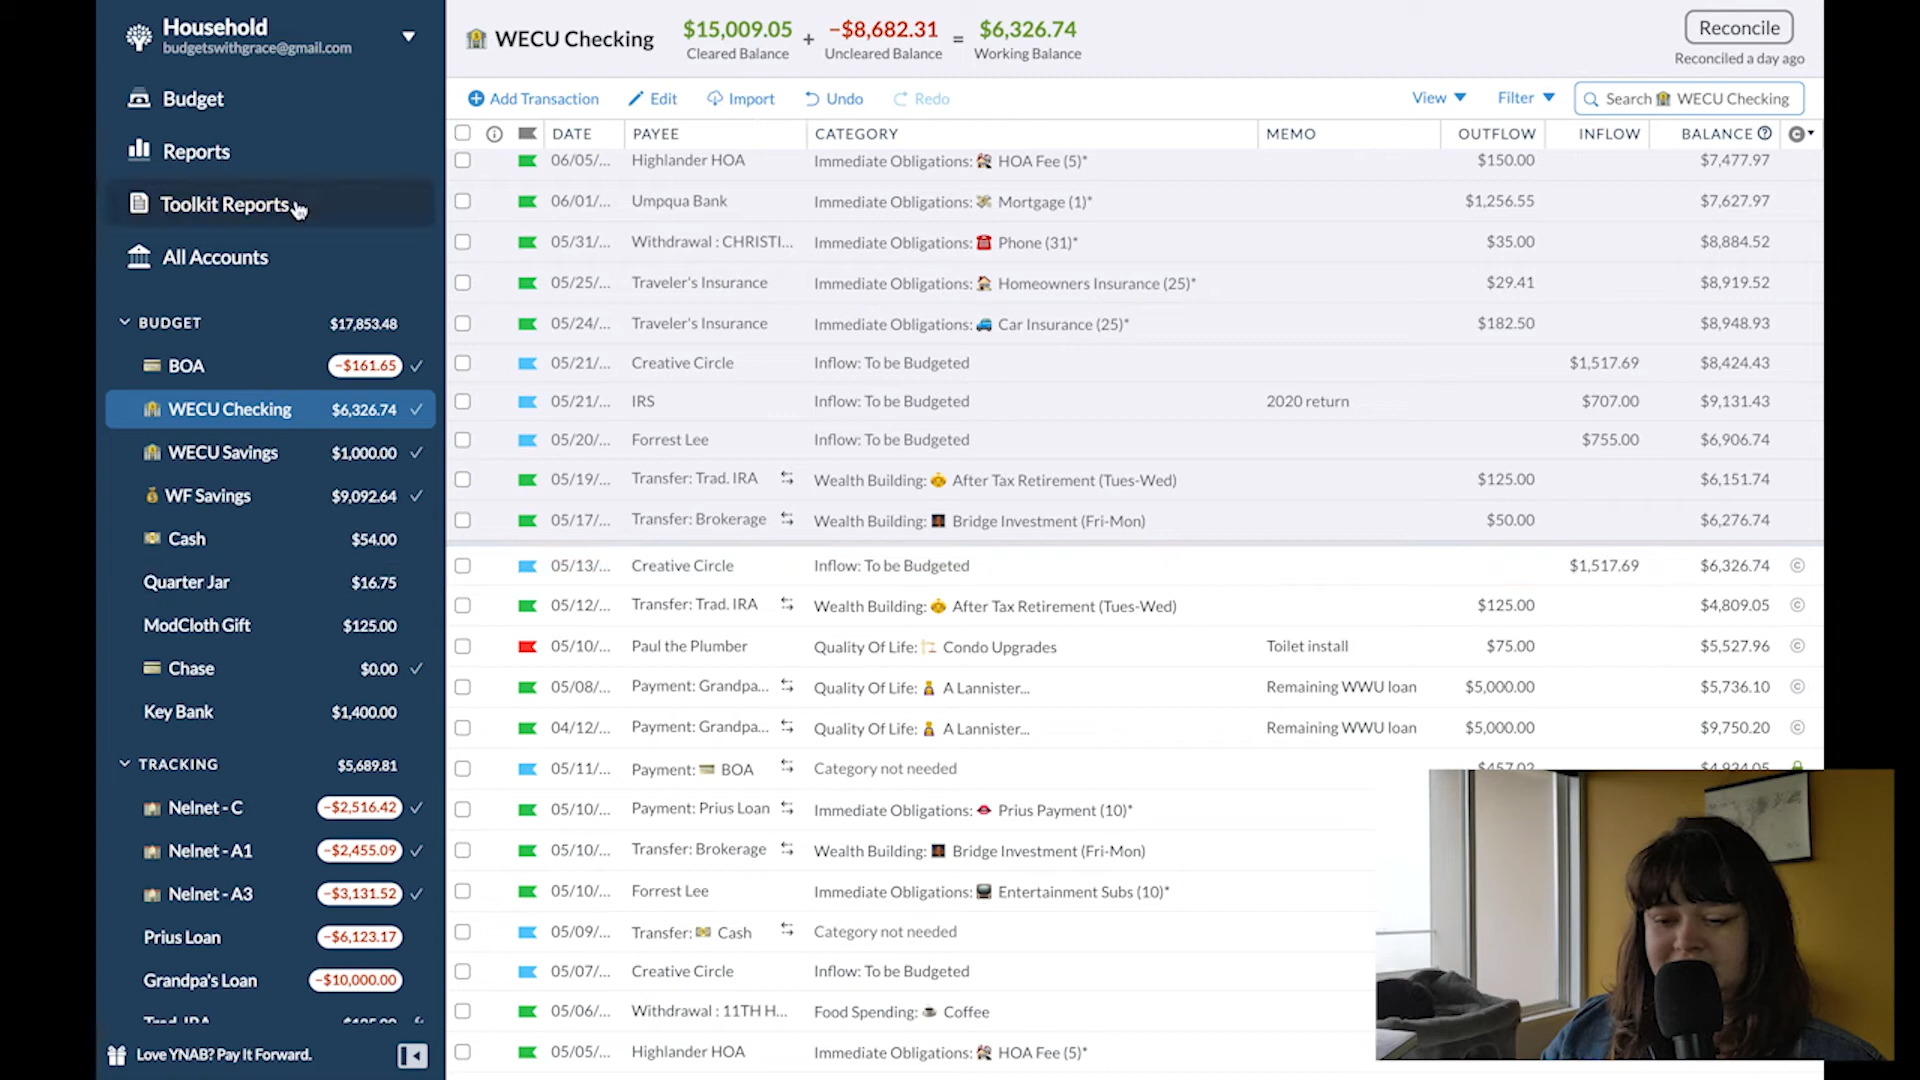 Household
budgetswithgrace@gmail.com
Budget
Reports
Toolkit Reports
All Accounts
BUDGET $17,853.48
BOA -$161.65
WECU Checking $6,326.74
WECU Savings $1,000.00
WF Savings $9,092.64
Cash $54.00
Quarter Jar $16.75
ModCloth Gift $125.00
Chase $0.00
Key Bank $1,400.00
TRACKING $5,689.81
Nelnet - C -$2,516.42
Nelnet - A1 -$2,455.09
Nelnet - A3 -$3,131.52
Prius Loan -$6,123.17
Grandpa's Loan -$10,000.00
Trad. IRA
Love YNAB? Pay It Forward.
WECU Checking
$15,009.05 + -$8,682.31 = $6,326.74
Cleared Balance Uncleared Balance Working Balance
Reconcile
Reconciled a day ago
Add Transaction Edit Import Undo Redo View Filter Search WECU Checking
DATE PAYEE CATEGORY MEMO OUTFLOW INFLOW BALANCE
06/05/... Highlander HOA Immediate Obligations: HOA Fee (5)* $150.00 $7,477.97
06/01/... Umpqua Bank Immediate Obligations: Mortgage (1)* $1,256.55 $7,627.97
05/31/... Withdrawal : CHRISTI... Immediate Obligations: Phone (31)* $35.00 $8,884.52
05/25/... Traveler's Insurance Immediate Obligations: Homeowners Insurance (25)* $29.41 $8,919.52
05/24/... Traveler's Insurance Immediate Obligations: Car Insurance (25)* $182.50 $8,948.93
05/21/... Creative Circle Inflow: To be Budgeted $1,517.69 $8,424.43
05/21/... IRS Inflow: To be Budgeted 2020 return $707.00 $9,131.43
05/20/... Forrest Lee Inflow: To be Budgeted $755.00 $6,906.74
05/19/... Transfer: Trad. IRA Wealth Building: After Tax Retirement (Tues-Wed) $125.00 $6,151.74
05/17/... Transfer: Brokerage Wealth Building: Bridge Investment (Fri-Mon) $50.00 $6,276.74
05/13/... Creative Circle Inflow: To be Budgeted $1,517.69 $6,326.74
05/12/... Transfer: Trad. IRA Wealth Building: After Tax Retirement (Tues-Wed) $125.00 $4,809.05
05/10/... Paul the Plumber Quality Of Life: Condo Upgrades Toilet install $75.00 $5,527.96
05/08/... Payment: Grandpa... Quality Of Life: A Lannister... Remaining WWU loan $5,000.00 $5,736.10
04/12/... Payment: Grandpa... Quality Of Life: A Lannister... Remaining WWU loan $5,000.00 $9,750.20
05/11/... Payment: BOA Category not needed
05/10/... Payment: Prius Loan Immediate Obligations: Prius Payment (10)*
05/10/... Transfer: Brokerage Wealth Building: Bridge Investment (Fri-Mon)
05/10/... Forrest Lee Immediate Obligations: Entertainment Subs (10)*
05/09/... Transfer: Cash Category not needed
05/07/... Creative Circle Inflow: To be Budgeted
05/06/... Withdrawal : 11TH H... Food Spending: Coffee
05/05/... Highlander HOA Immediate Obligations: HOA Fee (5)*